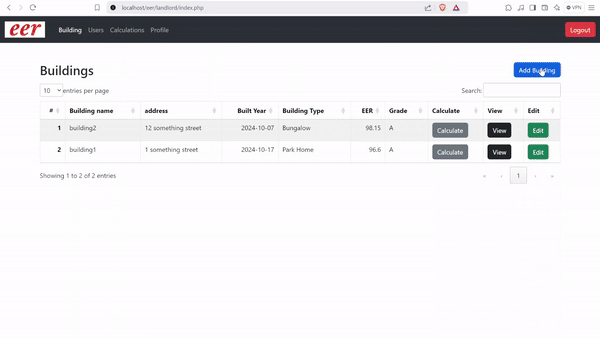 localhost/eer/landlord/index.php
VPN
eer Building Users Calculations Profile Logout
Buildings
Add Building
10 entries per page Search:
# Building name address Built Year Building Type EER Grade Calculate View Edit
1 building2 12 something street 2024-10-07 Bungalow 98.15 A Calculate View Edit
2 building1 1 something street 2024-10-17 Park Home 96.6 A Calculate View Edit
Showing 1 to 2 of 2 entries « ‹ 1 › »